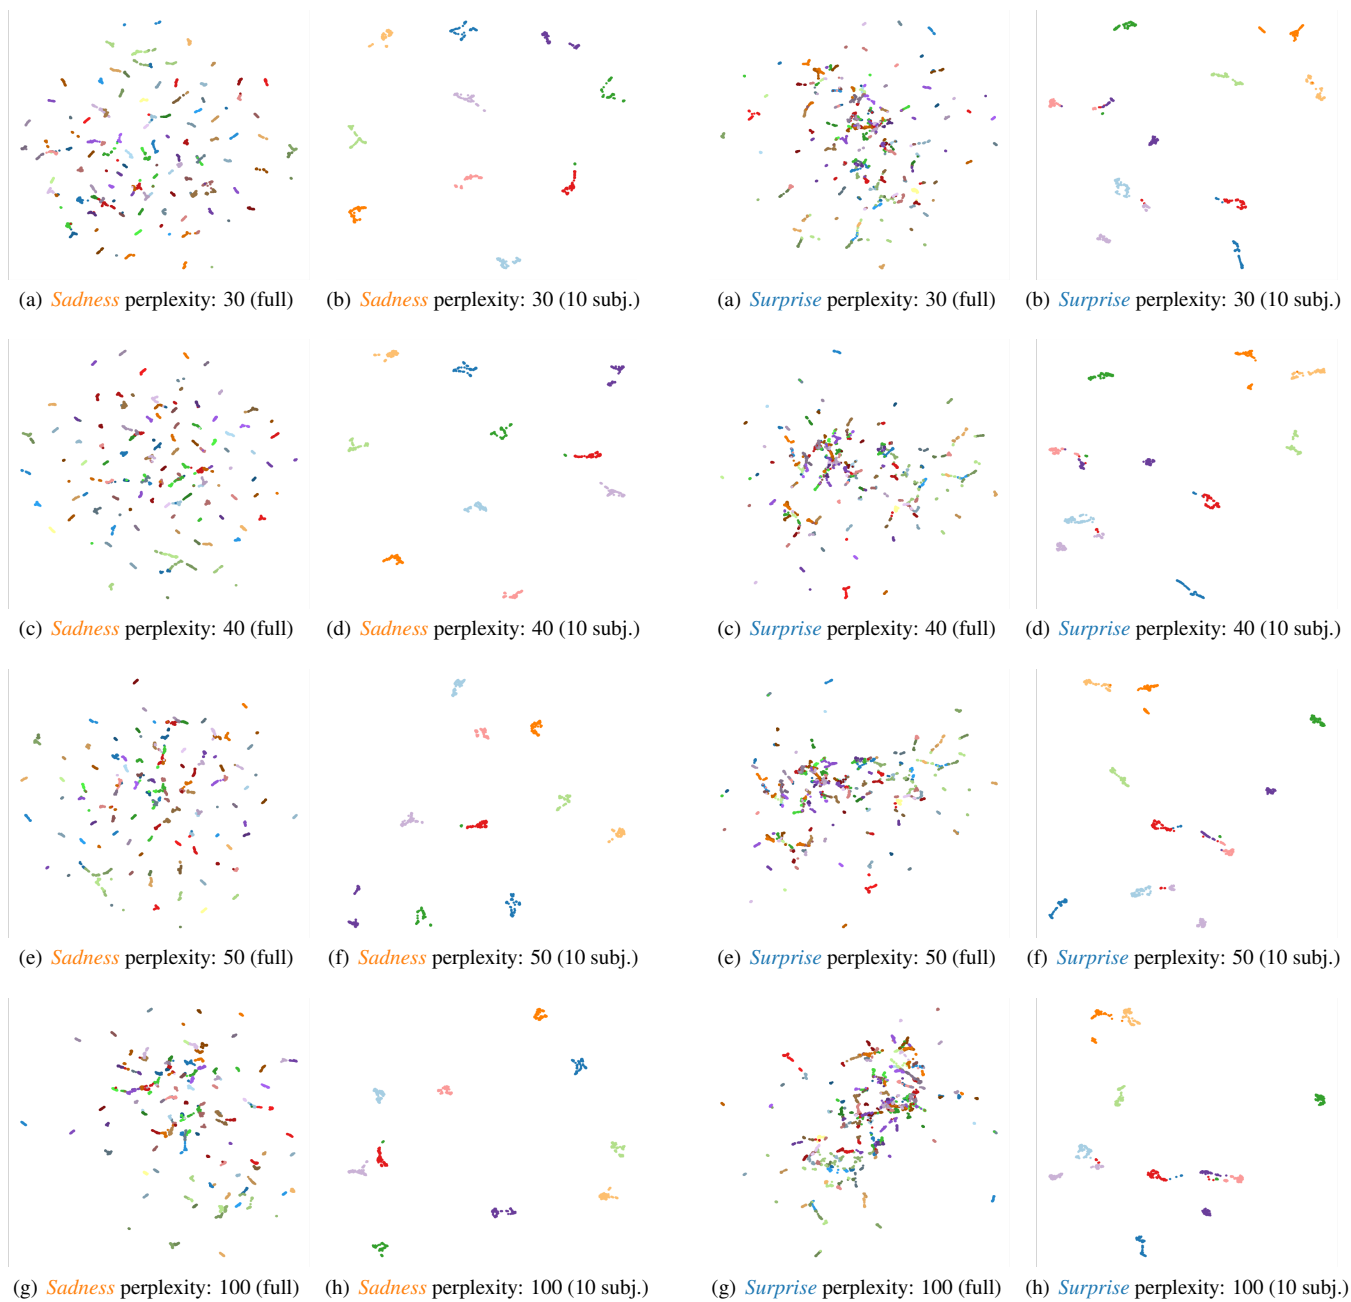 (a) Sadness perplexity: 30 (full)
(b) Sadness perplexity: 30 (10 subj.)
(a) Surprise perplexity: 30 (full)
(b) Surprise perplexity: 30 (10 subj.)
(c) Sadness perplexity: 40 (full)
(d) Sadness perplexity: 40 (10 subj.)
(c) Surprise perplexity: 40 (full)
(d) Surprise perplexity: 40 (10 subj.)
(e) Sadness perplexity: 50 (full)
(f) Sadness perplexity: 50 (10 subj.)
(e) Surprise perplexity: 50 (full)
(f) Surprise perplexity: 50 (10 subj.)
(g) Sadness perplexity: 100 (full)
(h) Sadness perplexity: 100 (10 subj.)
(g) Surprise perplexity: 100 (full)
(h) Surprise perplexity: 100 (10 subj.)